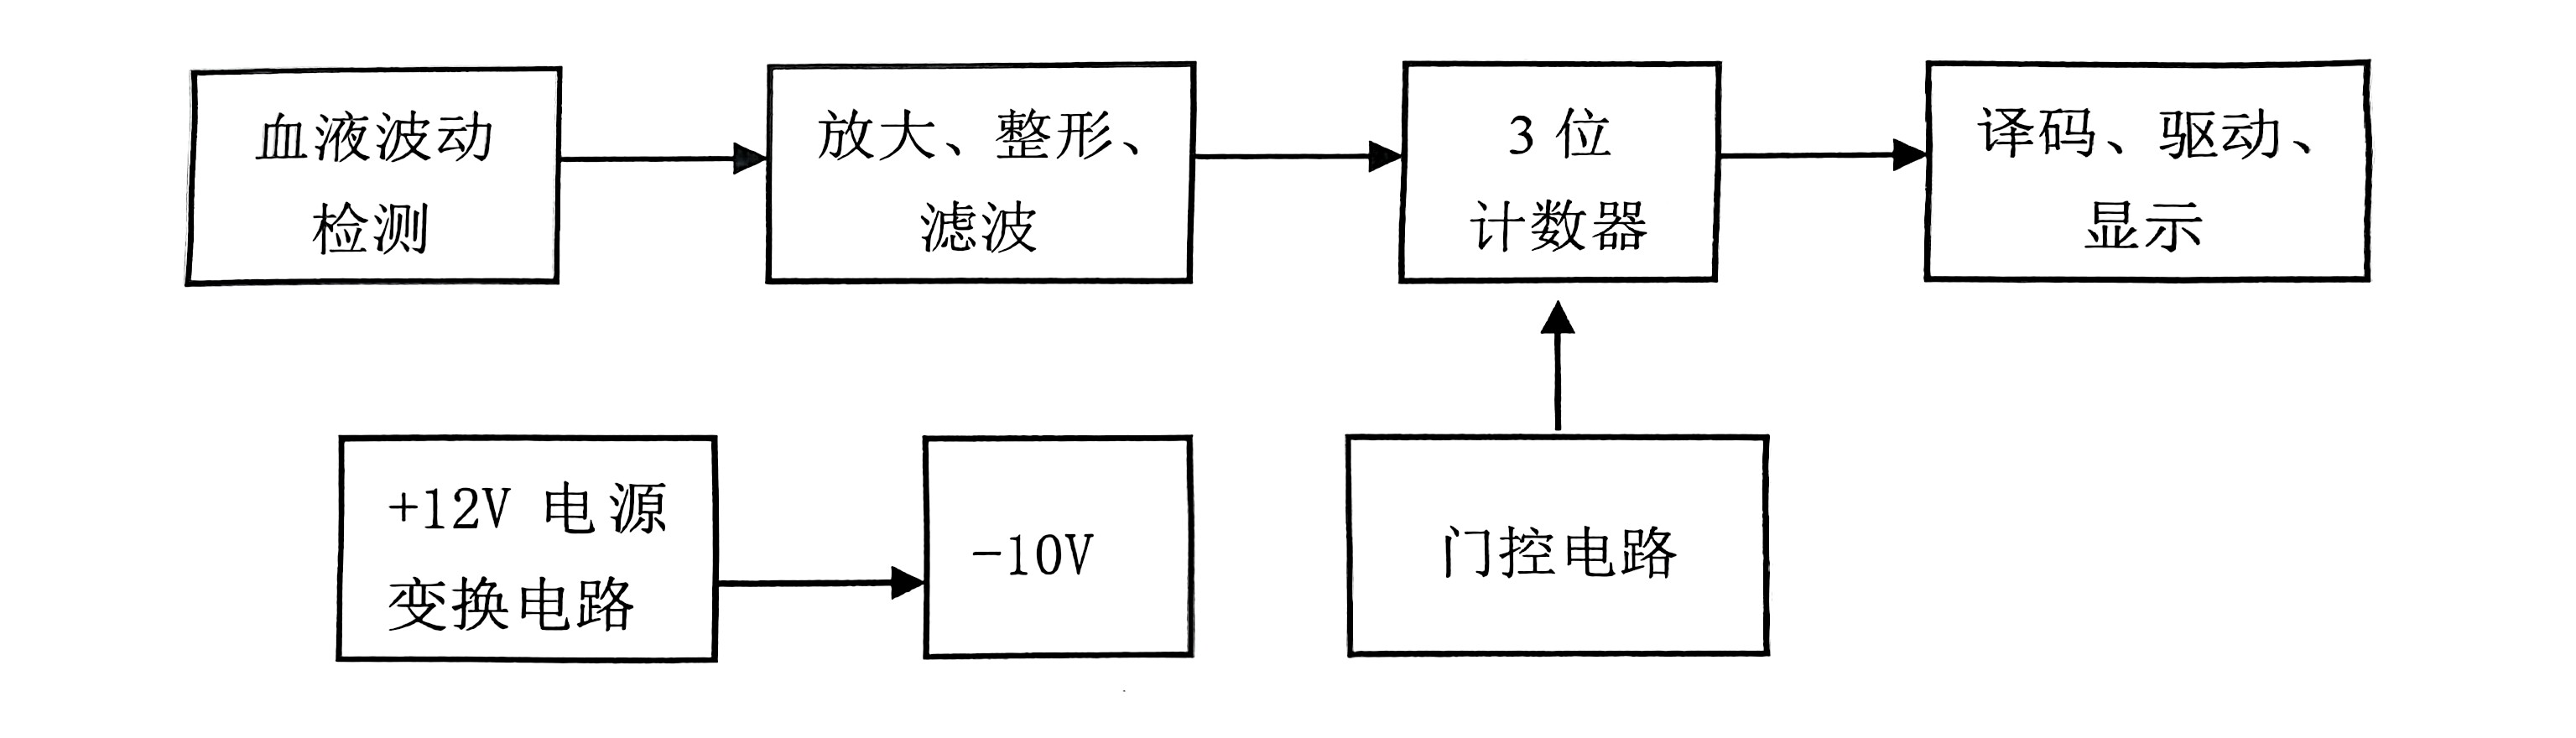 血液波动
检测
放大、整形、
滤波
3 位
计数器
译码、驱动、
显示
+12V 电源
变换电路
-10V
门控电路